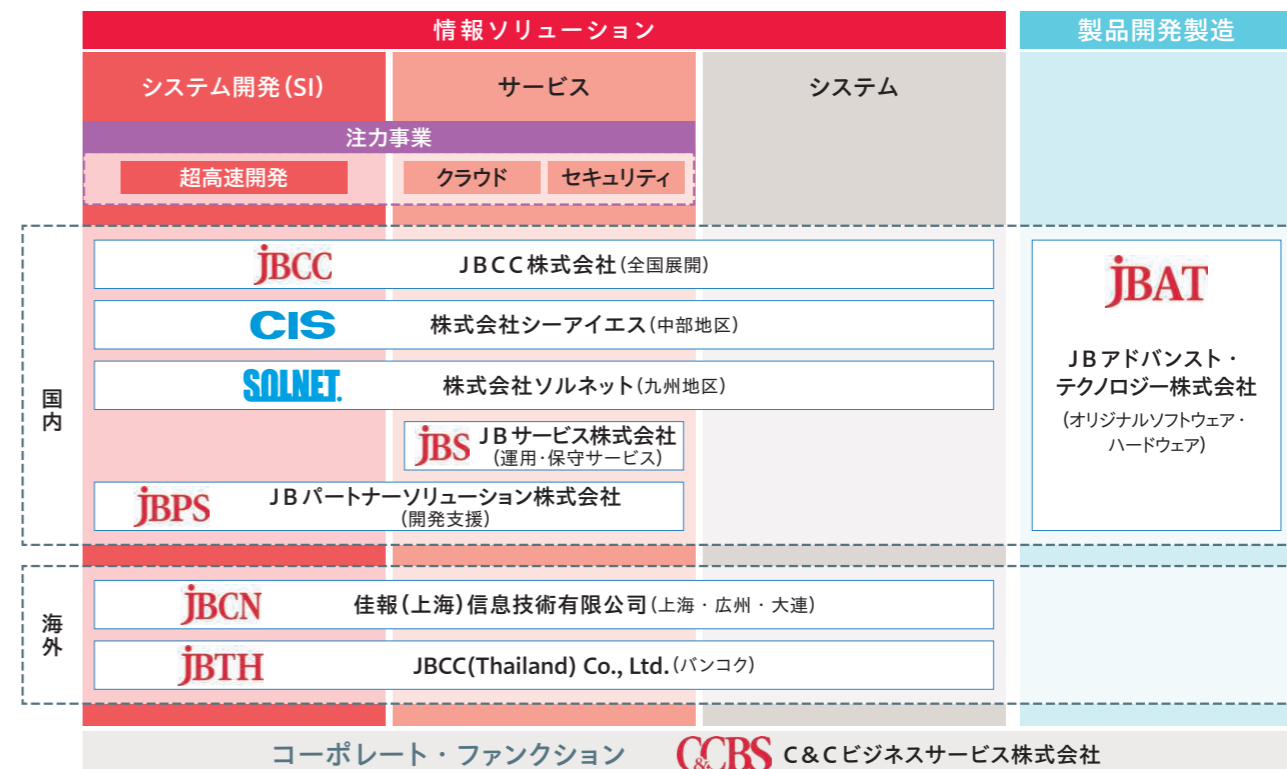 情報ソリューション
製品開発製造
システム開発(SI)
サービス
システム
注力事業
超高速開発
クラウド
セキュリティ
国内
JBCC
JBCC株式会社(全国展開)
CIS
株式会社シーアイエス(中部地区)
SOLNET.
株式会社ソルネット(九州地区)
JBS
JBサービス株式会社
(運用・保守サービス)
JBPS
JBパートナーソリューション株式会社
(開発支援)
JBAT
JBアドバンスト・
テクノロジー株式会社
(オリジナルソフトウェア・
ハードウェア)
海外
JBCN
佳報(上海)信息技術有限公司(上海・広州・大連)
JBTH
JBCC(Thailand) Co., Ltd.(バンコク)
コーポレート・ファンクション
C&CBS
C&Cビジネスサービス株式会社